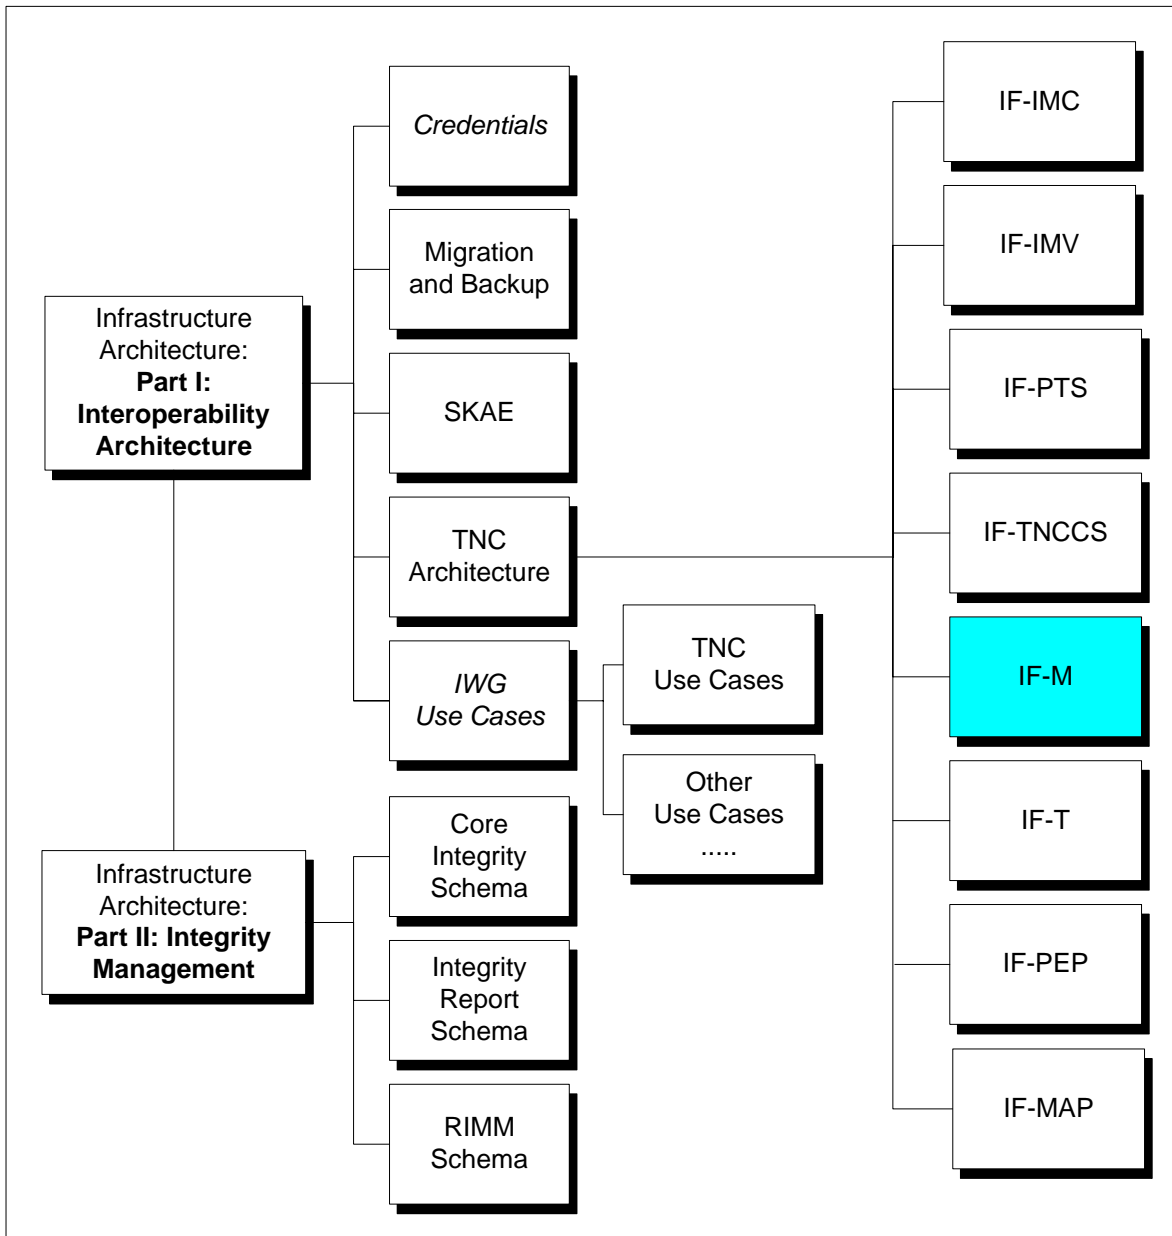 Infrastructure
Architecture:
Part I:
Interoperability
Architecture
Infrastructure
Architecture:
Part II: Integrity
Management
Credentials
Migration
and Backup
SKAE
TNC
Architecture
IWG
Use Cases
Core
Integrity
Schema
Integrity
Report
Schema
RIMM
Schema
TNC
Use Cases
Other
Use Cases
.....
IF-IMC
IF-IMV
IF-PTS
IF-TNCCS
IF-M
IF-T
IF-PEP
IF-MAP